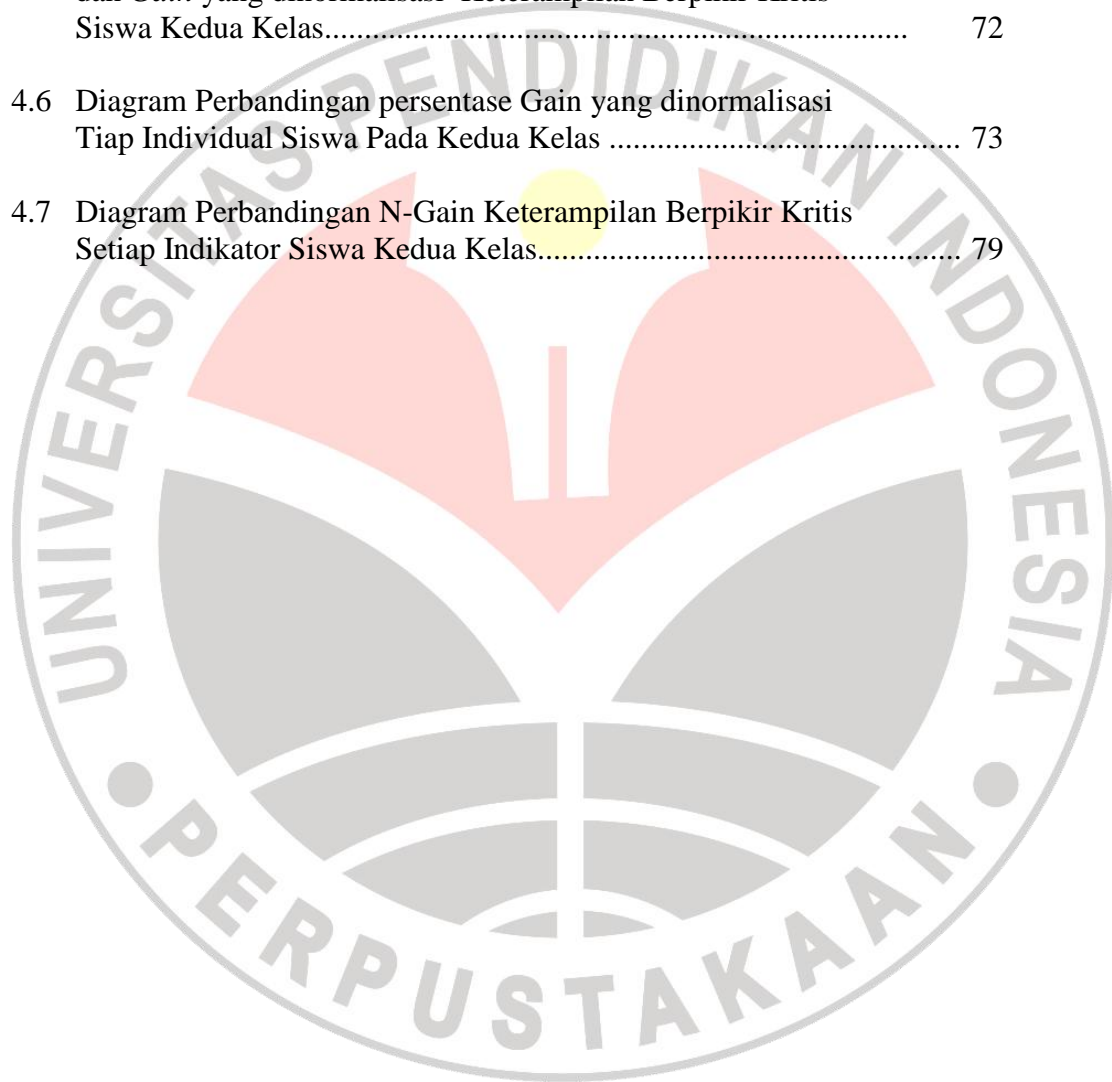 Siswa Kedua Kelas......................................................................... 72
4.6 Diagram Perbandingan persentase Gain yang dinormalisasi
Tiap Individual Siswa Pada Kedua Kelas ............................................ 73
4.7 Diagram Perbandingan N-Gain Keterampilan Berpikir Kritis
Setiap Indikator Siswa Kedua Kelas..................................................... 79
UNIVERSITAS PENDIDIKAN INDONESIA
PERPUSTAKAAN